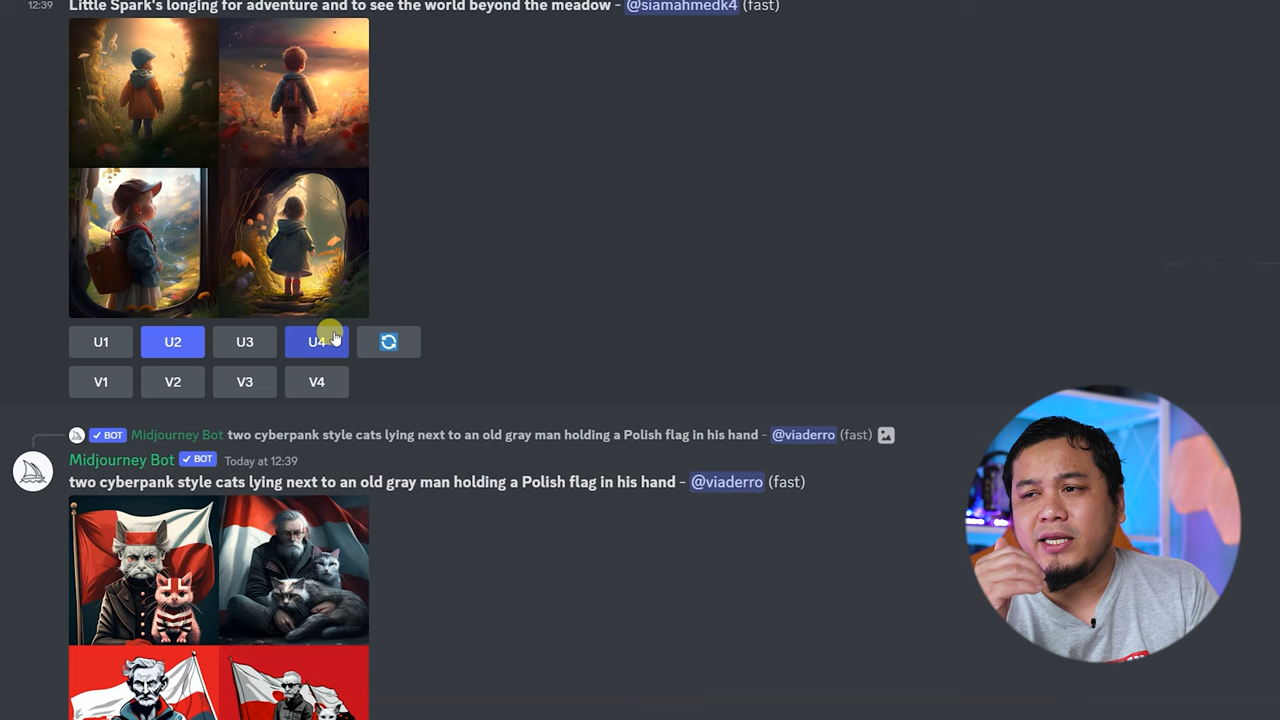 12:39 Little Spark's longing for adventure and to see the world beyond the meadow - @siamahmedk4 (fast)
U1 U2 U3 U4
V1 V2 V3 V4
✓ BOT Midjourney Bot two cyberpank style cats lying next to an old gray man holding a Polish flag in his hand - @viaderro (fast)
Midjourney Bot ✓ BOT Today at 12:39
two cyberpank style cats lying next to an old gray man holding a Polish flag in his hand - @viaderro (fast)